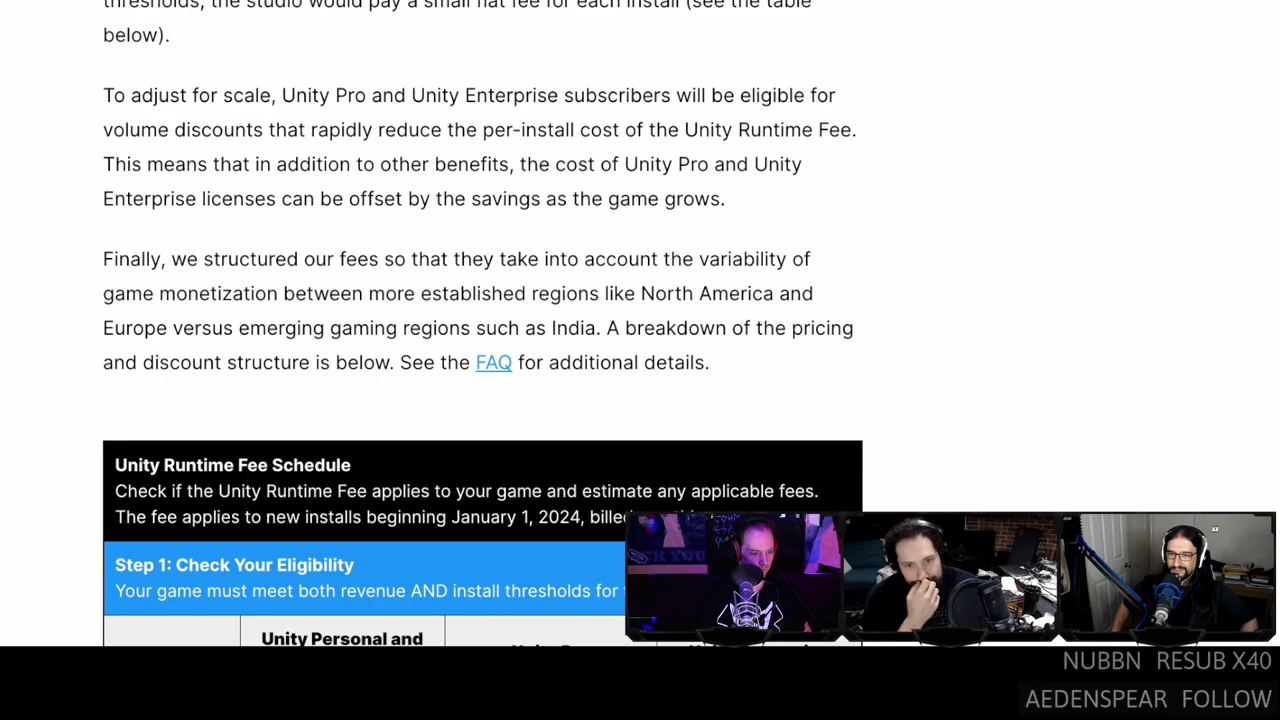 thresholds, the studio would pay a small flat fee for each install (see the table
below).
To adjust for scale, Unity Pro and Unity Enterprise subscribers will be eligible for
volume discounts that rapidly reduce the per-install cost of the Unity Runtime Fee.
This means that in addition to other benefits, the cost of Unity Pro and Unity
Enterprise licenses can be offset by the savings as the game grows.
Finally, we structured our fees so that they take into account the variability of
game monetization between more established regions like North America and
Europe versus emerging gaming regions such as India. A breakdown of the pricing
and discount structure is below. See the FAQ for additional details.
Unity Runtime Fee Schedule
Check if the Unity Runtime Fee applies to your game and estimate any applicable fees.
The fee applies to new installs beginning January 1, 2024, billed
Step 1: Check Your Eligibility
Your game must meet both revenue AND install thresholds for
Unity Personal and
NUBBN RESUB X40
AEDENSPEAR FOLLOW